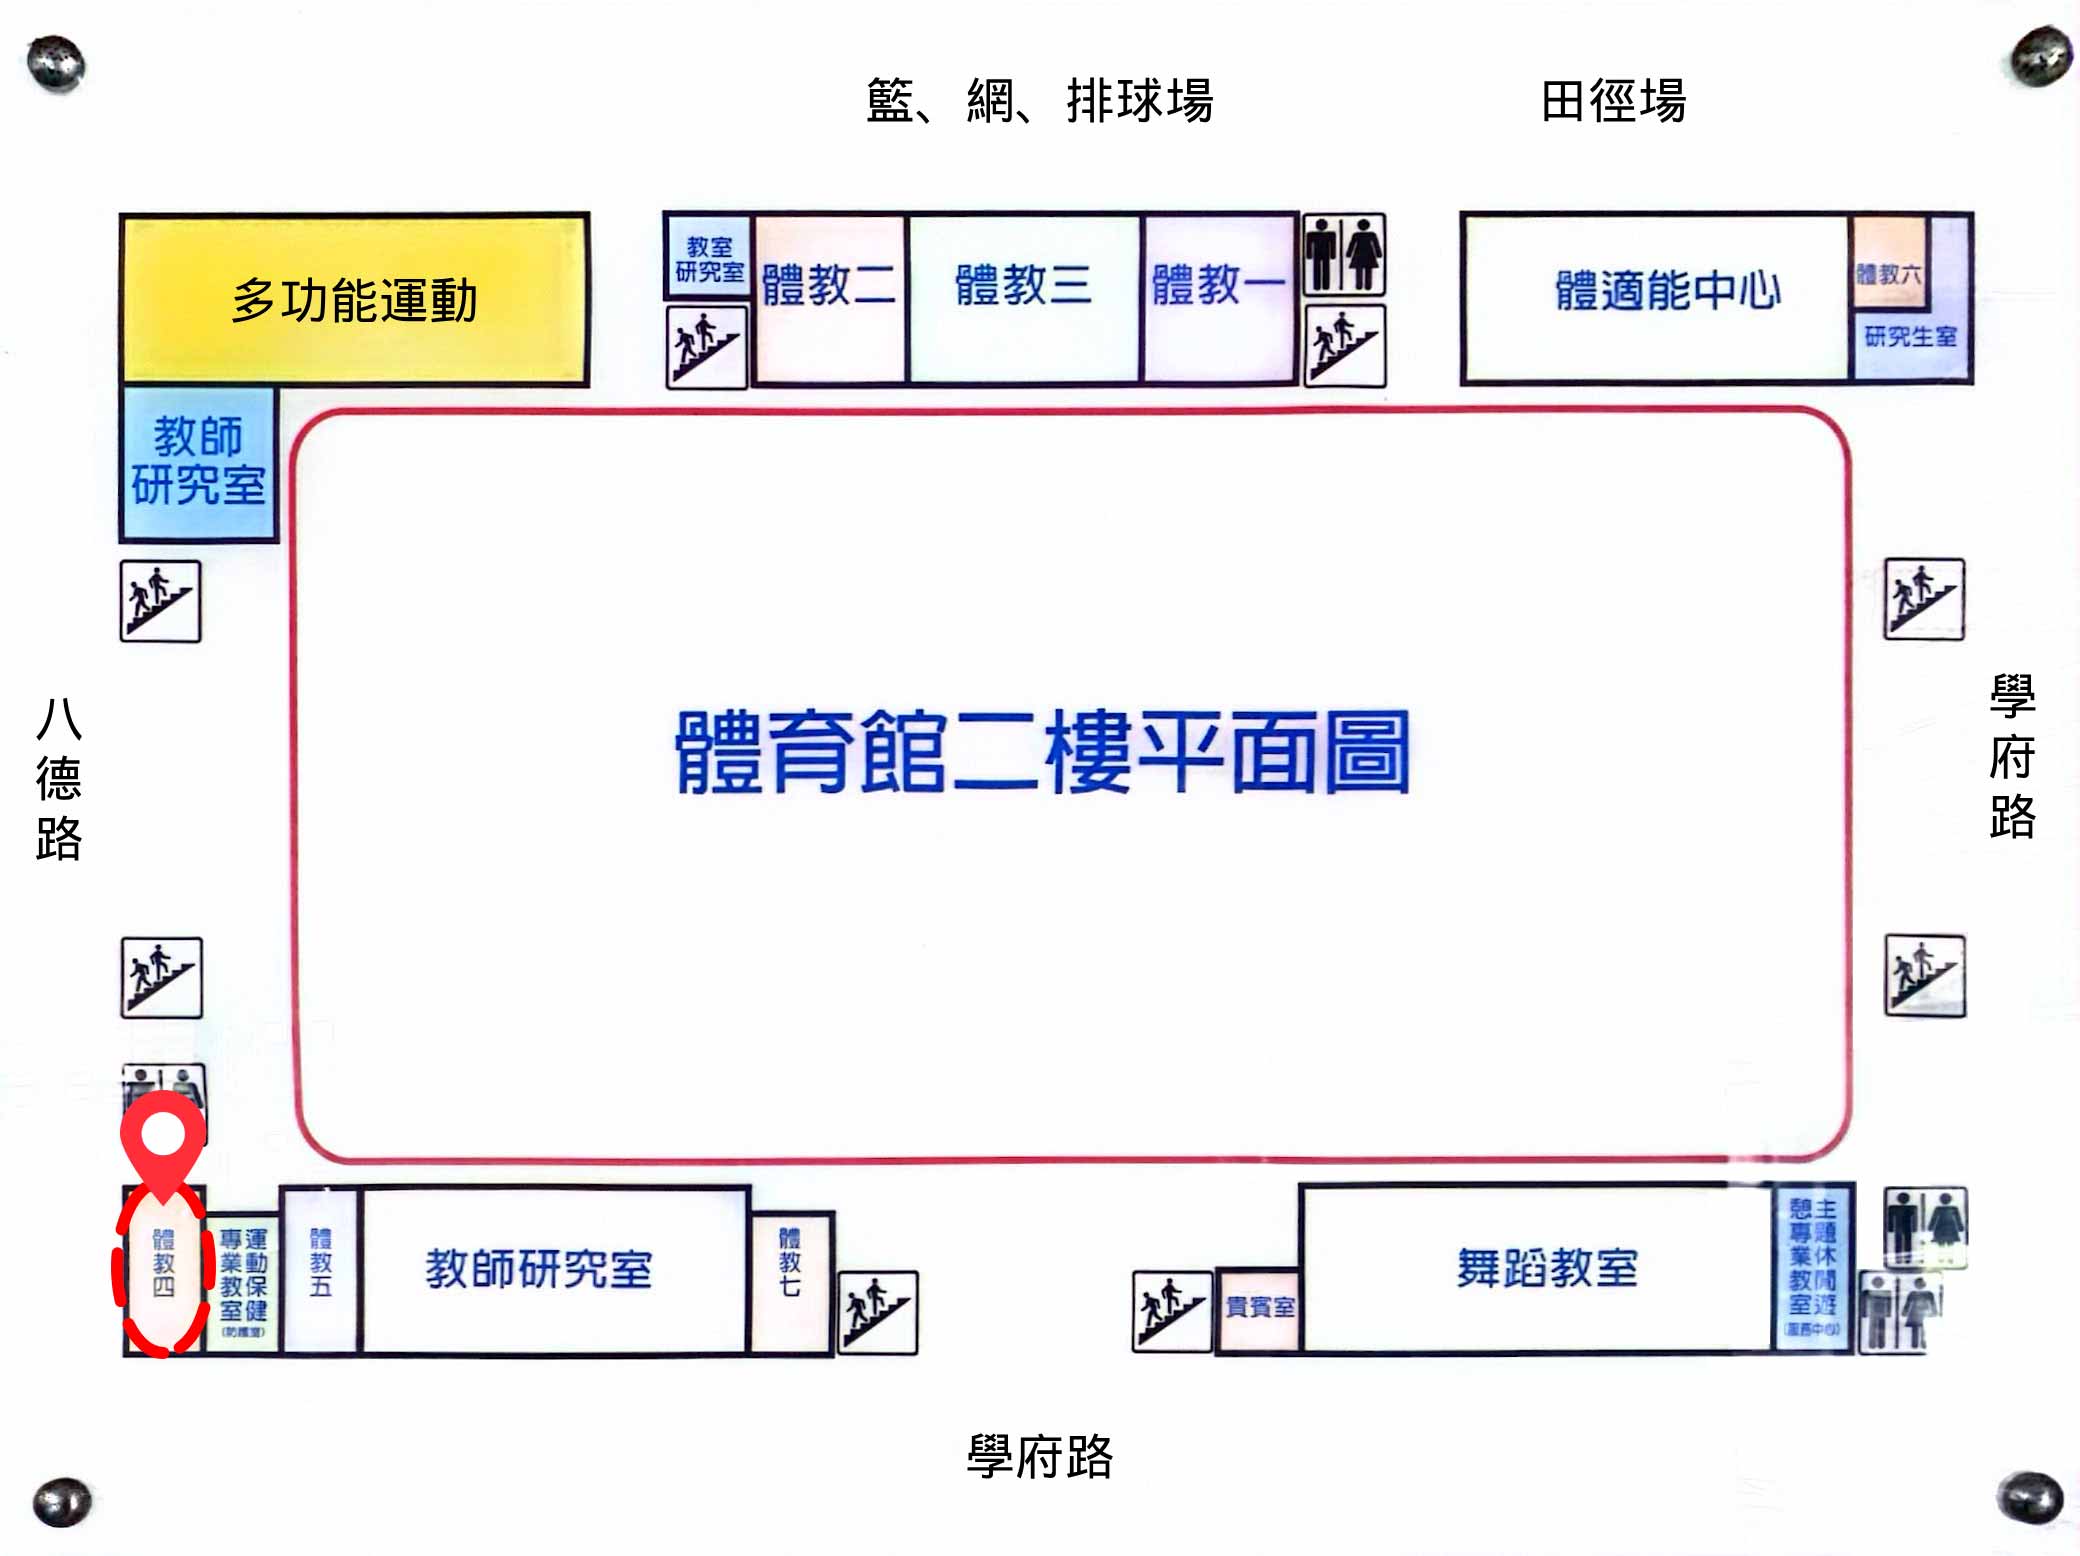 籃、網、排球場
田徑場
多功能運動
教室
研究室
體教二
體教三
體教一
體適能中心
體教六
研究生室
教師
研究室
八德路
體育館二樓平面圖
學府路
體教四
運動保健
專業教室
(防護室)
體教五
教師研究室
體教七
貴賓室
舞蹈教室
主題休閒遊
憩專業教室
(服務中心)
學府路